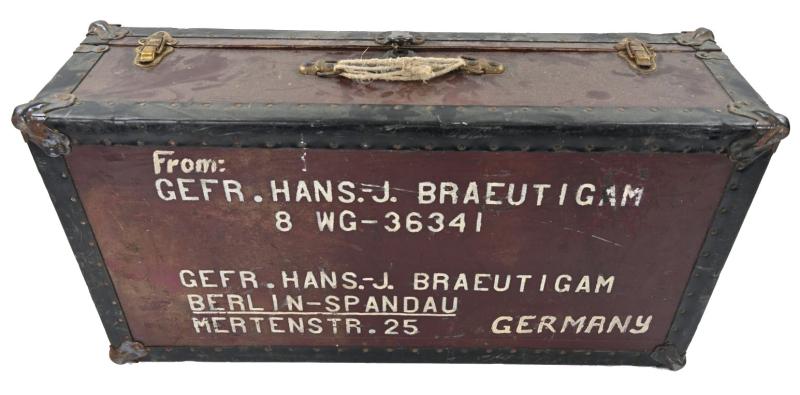 From:
GEFR. HANS.-J. BRAEUTIGAM
8 WG-36341
GEFR. HANS.-J. BRAEUTIGAM
BERLIN-SPANDAU
MERTENSTR. 25 GERMANY